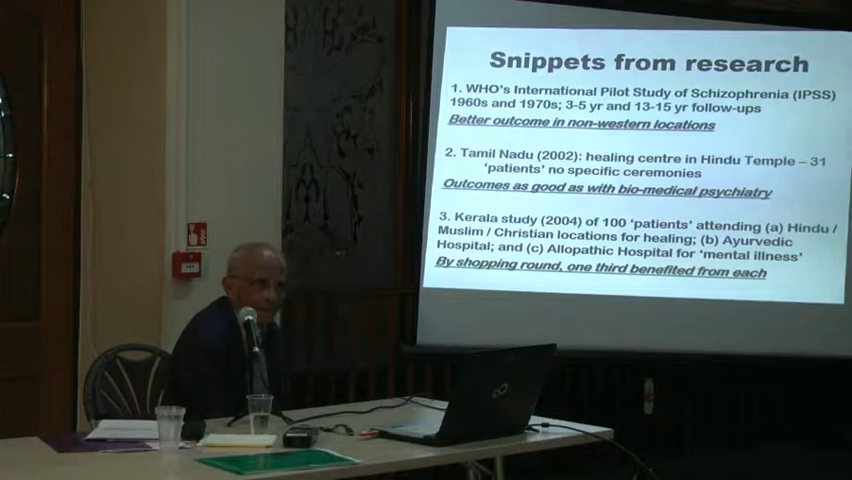 Snippets from research
1. WHO's International Pilot Study of Schizophrenia (IPSS)
1960s and 1970s; 3-5 yr and 13-15 yr follow-ups
Better outcome in non-western locations
2. Tamil Nadu (2002): healing centre in Hindu Temple – 31
'patients' no specific ceremonies
Outcomes as good as with bio-medical psychiatry
3. Kerala study (2004) of 100 'patients' attending (a) Hindu /
Muslim / Christian locations for healing; (b) Ayurvedic
Hospital; and (c) Allopathic Hospital for 'mental illness'
By shopping round, one third benefited from each